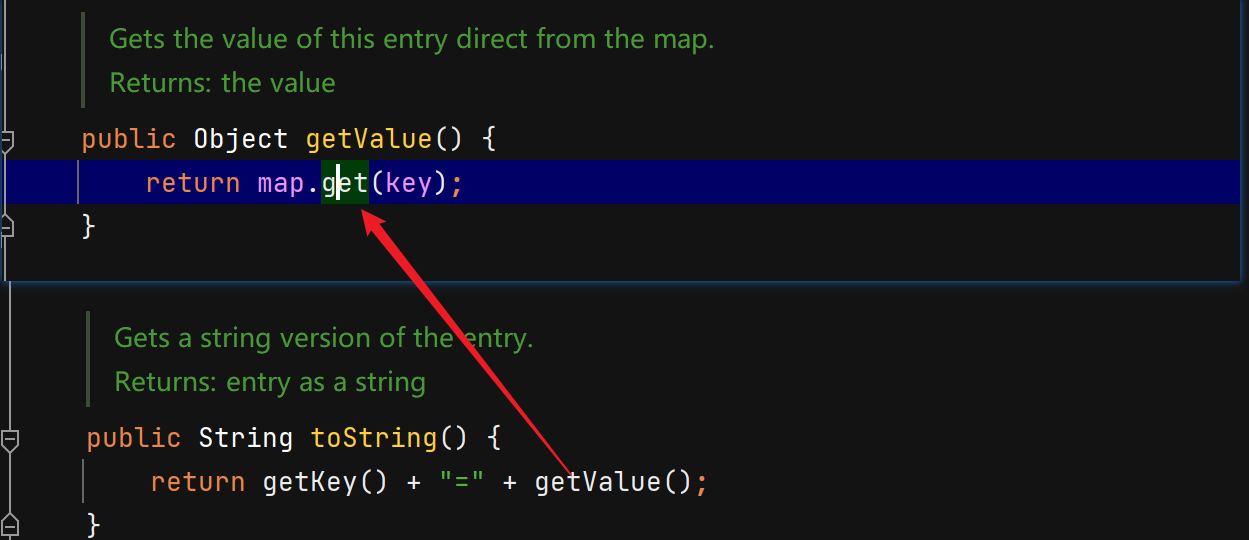 Gets the value of this entry direct from the map.
Returns: the value
public Object getValue() {
return map.get(key);
}
Gets a string version of the entry.
Returns: entry as a string
public String toString() {
return getKey() + "=" + getValue();
}